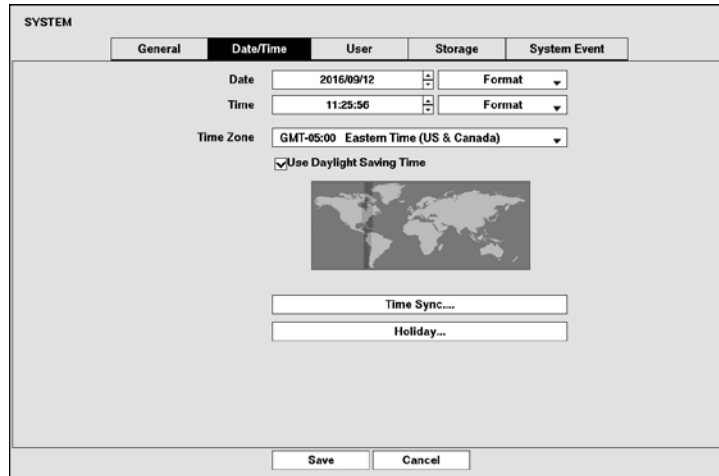 SYSTEM
General Date/Time User Storage System Event
Date 2016/09/12 Format
Time 11:25:56 Format
Time Zone GMT-05:00 Eastern Time (US & Canada)
Use Daylight Saving Time
Time Sync....
Holiday...
Save Cancel